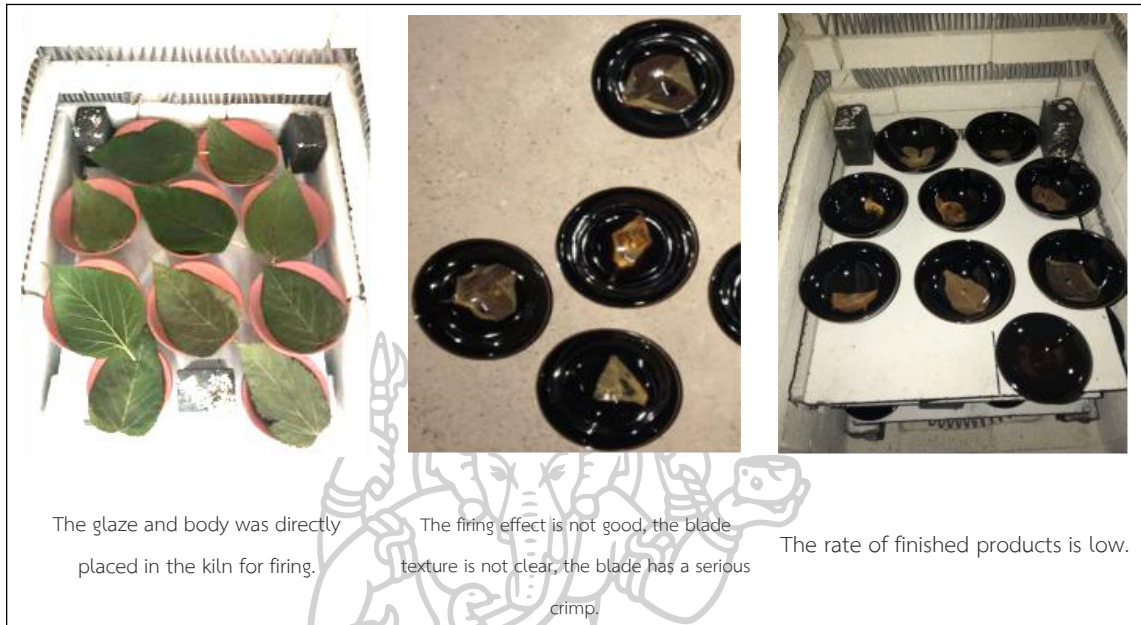 The glaze and body was directly
placed in the kiln for firing.
The firing effect is not good, the blade
texture is not clear, the blade has a serious
crimp.
The rate of finished products is low.